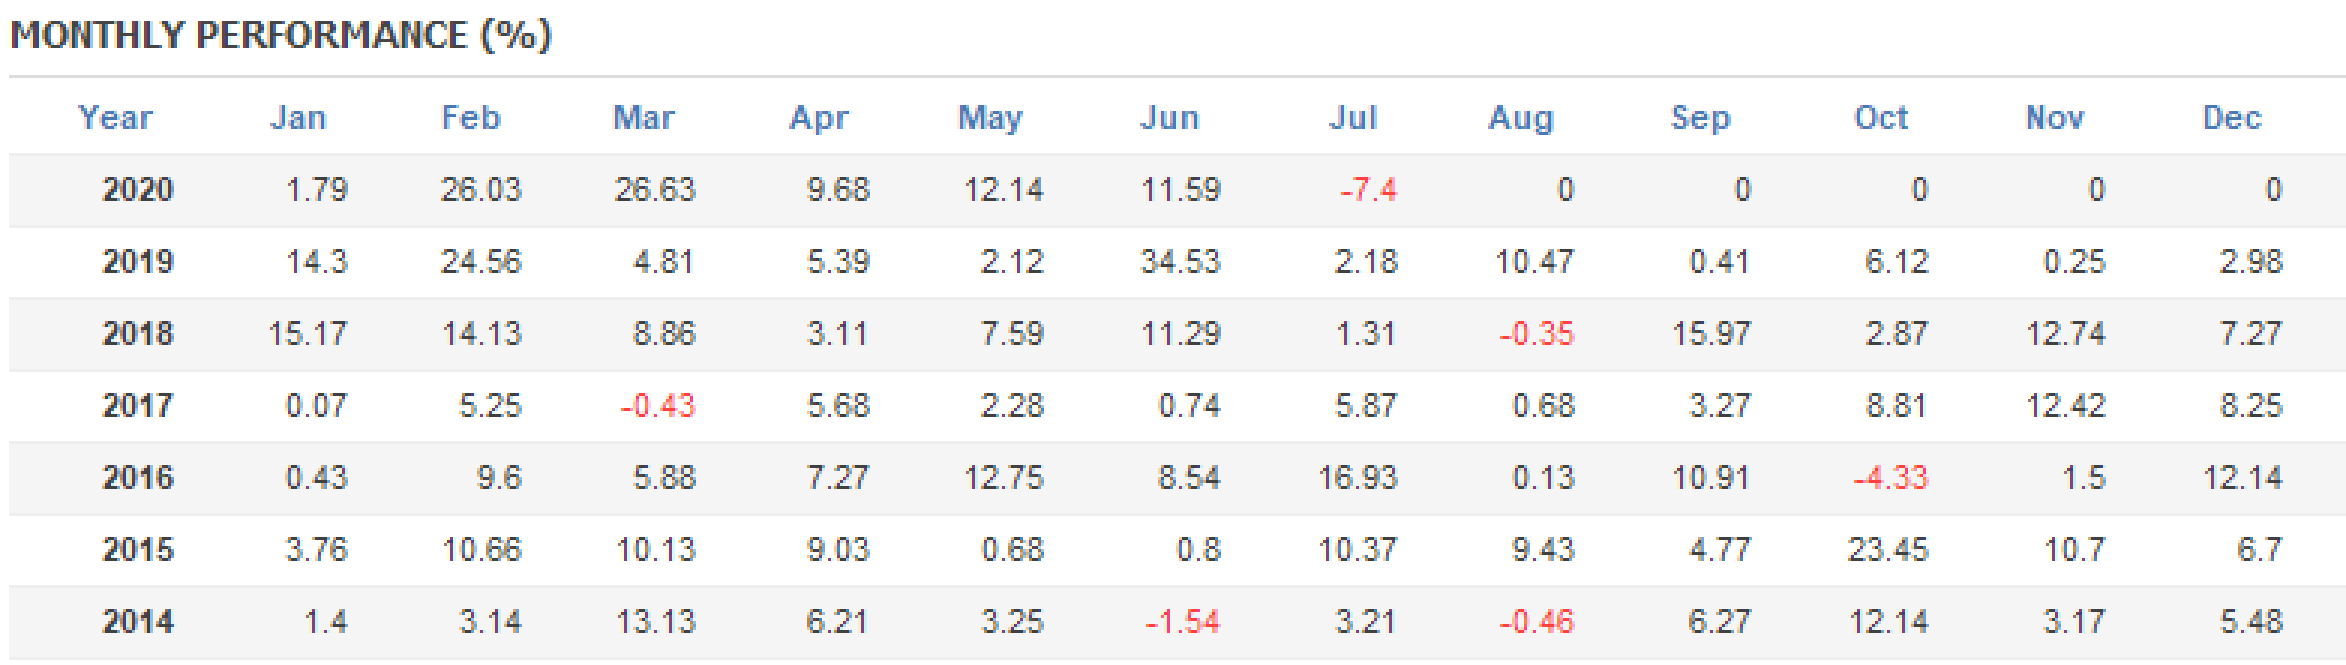 MONTHLY PERFORMANCE (%)
Year Jan Feb Mar Apr May Jun Jul Aug Sep Oct Nov Dec
2020 1.79 26.03 26.63 9.68 12.14 11.59 -7.4 0 0 0 0 0
2019 14.3 24.56 4.81 5.39 2.12 34.53 2.18 10.47 0.41 6.12 0.25 2.98
2018 15.17 14.13 8.86 3.11 7.59 11.29 1.31 -0.35 15.97 2.87 12.74 7.27
2017 0.07 5.25 -0.43 5.68 2.28 0.74 5.87 0.68 3.27 8.81 12.42 8.25
2016 0.43 9.6 5.88 7.27 12.75 8.54 16.93 0.13 10.91 -4.33 1.5 12.14
2015 3.76 10.66 10.13 9.03 0.68 0.8 10.37 9.43 4.77 23.45 10.7 6.7
2014 1.4 3.14 13.13 6.21 3.25 -1.54 3.21 -0.46 6.27 12.14 3.17 5.48